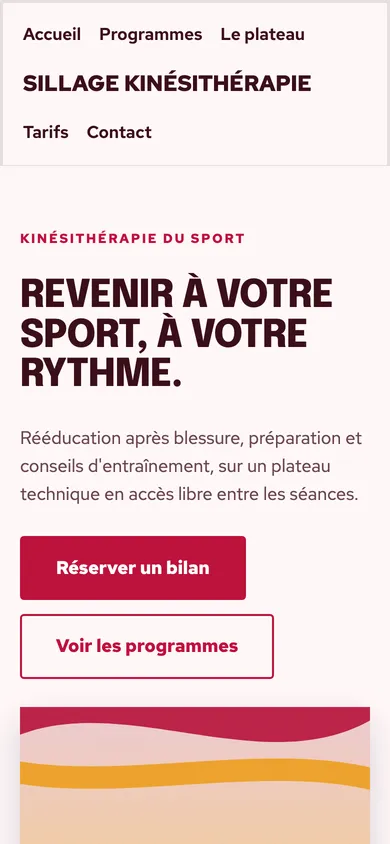 Accueil Programmes Le plateau
SILLAGE KINÉSITHÉRAPIE
Tarifs Contact
KINÉSITHÉRAPIE DU SPORT
REVENIR À VOTRE
SPORT, À VOTRE
RYTHME.
Rééducation après blessure, préparation et
conseils d'entraînement, sur un plateau
technique en accès libre entre les séances.
Réserver un bilan
Voir les programmes